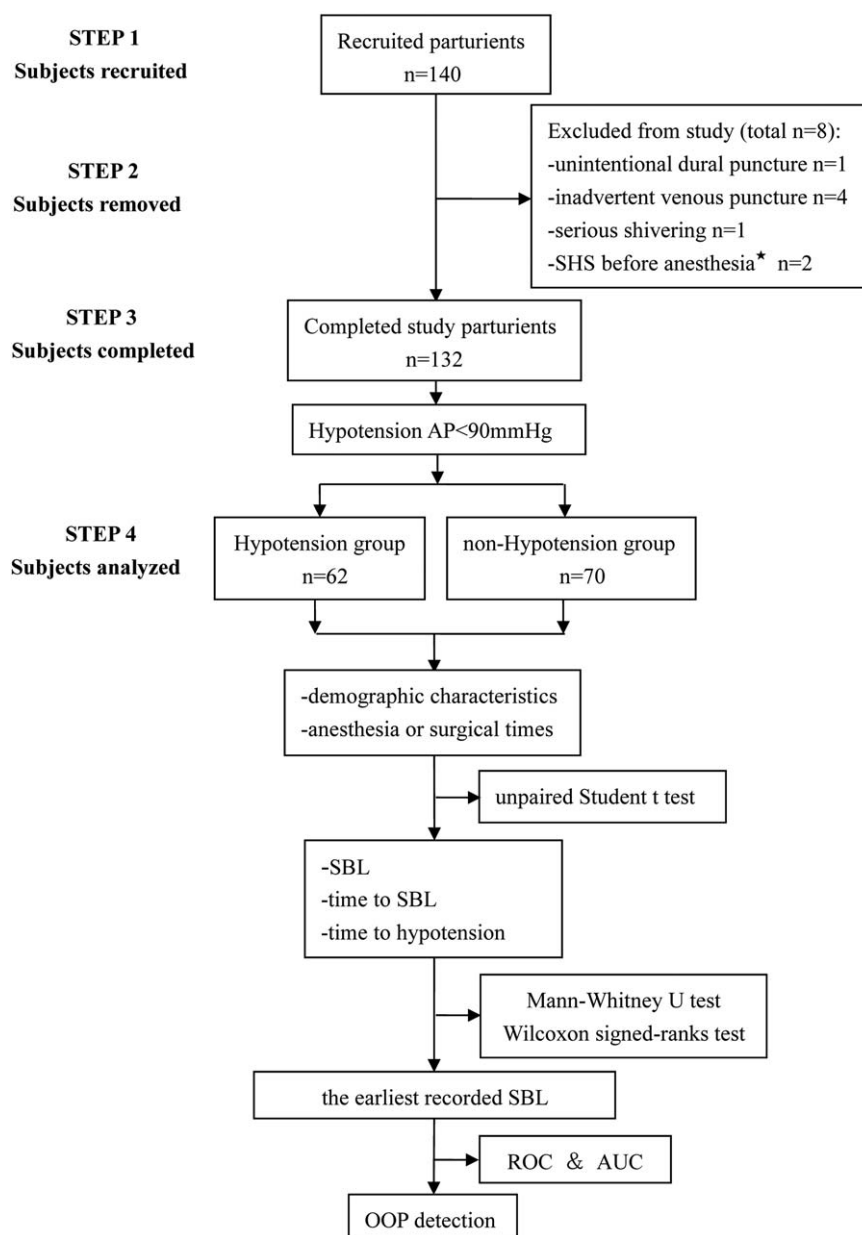 STEP 1
Subjects recruited
Recruited parturients
n=140
STEP 2
Subjects removed
Excluded from study (total n=8):
-unintentional dural puncture n=1
-inadvertent venous puncture n=4
-serious shivering n=1
-SHS before anesthesia★ n=2
STEP 3
Subjects completed
Completed study parturients
n=132
Hypotension AP<90mmHg
STEP 4
Subjects analyzed
Hypotension group
n=62
non-Hypotension group
n=70
-demographic characteristics
-anesthesia or surgical times
unpaired Student t test
-SBL
-time to SBL
-time to hypotension
Mann-Whitney U test
Wilcoxon signed-ranks test
the earliest recorded SBL
ROC & AUC
OOP detection